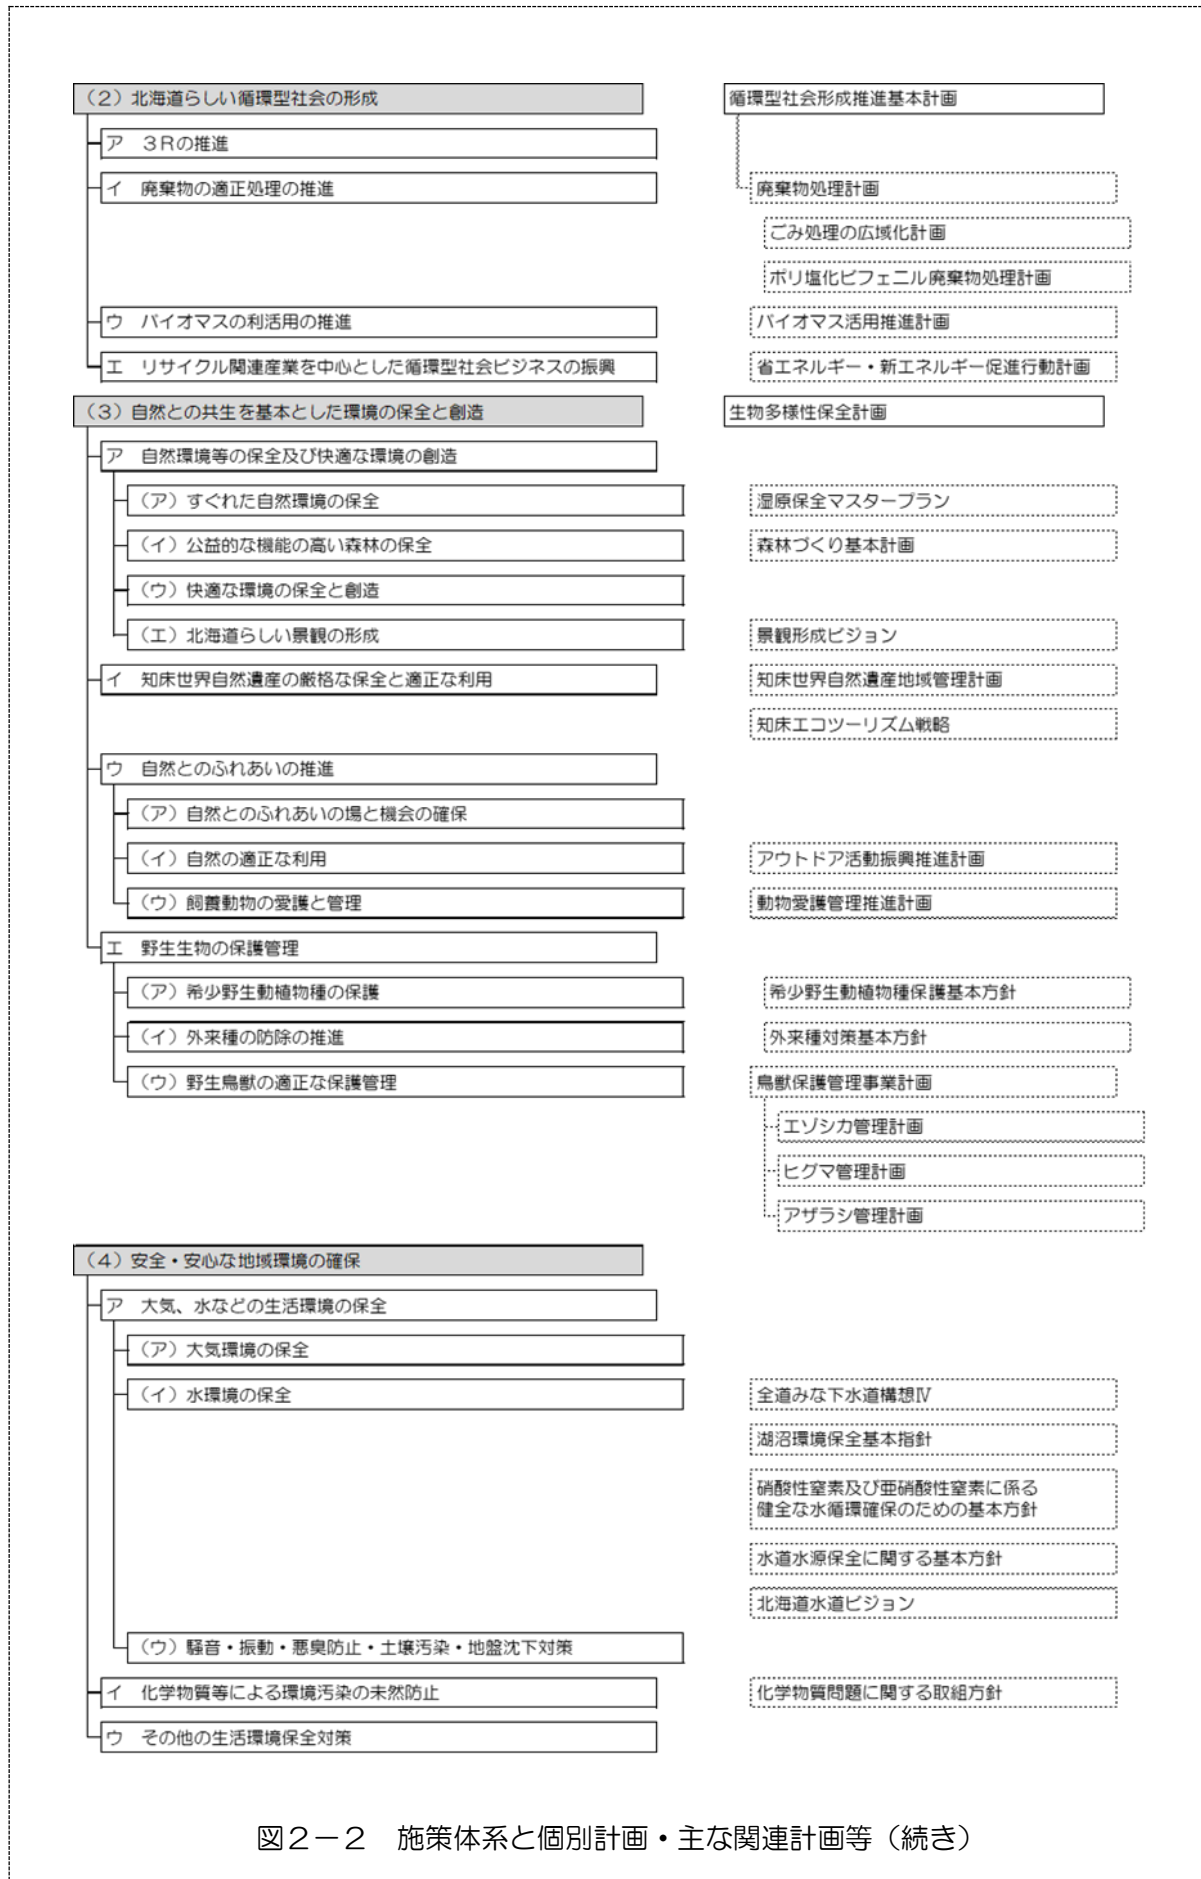 （２）北海道らしい循環型社会の形成
循環型社会形成推進基本計画
ア　３Ｒの推進
イ　廃棄物の適正処理の推進
廃棄物処理計画
ごみ処理の広域化計画
ポリ塩化ビフェニル廃棄物処理計画
ウ　バイオマスの利活用の推進
バイオマス活用推進計画
エ　リサイクル関連産業を中心とした循環型社会ビジネスの振興
省エネルギー・新エネルギー促進行動計画
（３）自然との共生を基本とした環境の保全と創造
生物多様性保全計画
ア　自然環境等の保全及び快適な環境の創造
（ア）すぐれた自然環境の保全
湿原保全マスタープラン
（イ）公益的な機能の高い森林の保全
森林づくり基本計画
（ウ）快適な環境の保全と創造
（エ）北海道らしい景観の形成
景観形成ビジョン
イ　知床世界自然遺産の厳格な保全と適正な利用
知床世界自然遺産地域管理計画
知床エコツーリズム戦略
ウ　自然とのふれあいの推進
（ア）自然とのふれあいの場と機会の確保
（イ）自然の適正な利用
アウトドア活動振興推進計画
（ウ）飼養動物の愛護と管理
動物愛護管理推進計画
エ　野生生物の保護管理
（ア）希少野生動植物種の保護
希少野生動植物種保護基本方針
（イ）外来種の防除の推進
外来種対策基本方針
（ウ）野生鳥獣の適正な保護管理
鳥獣保護管理事業計画
エゾシカ管理計画
ヒグマ管理計画
アザラシ管理計画
（４）安全・安心な地域環境の確保
ア　大気、水などの生活環境の保全
（ア）大気環境の保全
（イ）水環境の保全
全道みな下水道構想Ⅳ
湖沼環境保全基本指針
硝酸性窒素及び亜硝酸性窒素に係る
健全な水循環確保のための基本方針
水道水源保全に関する基本方針
北海道水道ビジョン
（ウ）騒音・振動・悪臭防止・土壌汚染・地盤沈下対策
イ　化学物質等による環境汚染の未然防止
化学物質問題に関する取組方針
ウ　その他の生活環境保全対策
図２－２　施策体系と個別計画・主な関連計画等（続き）